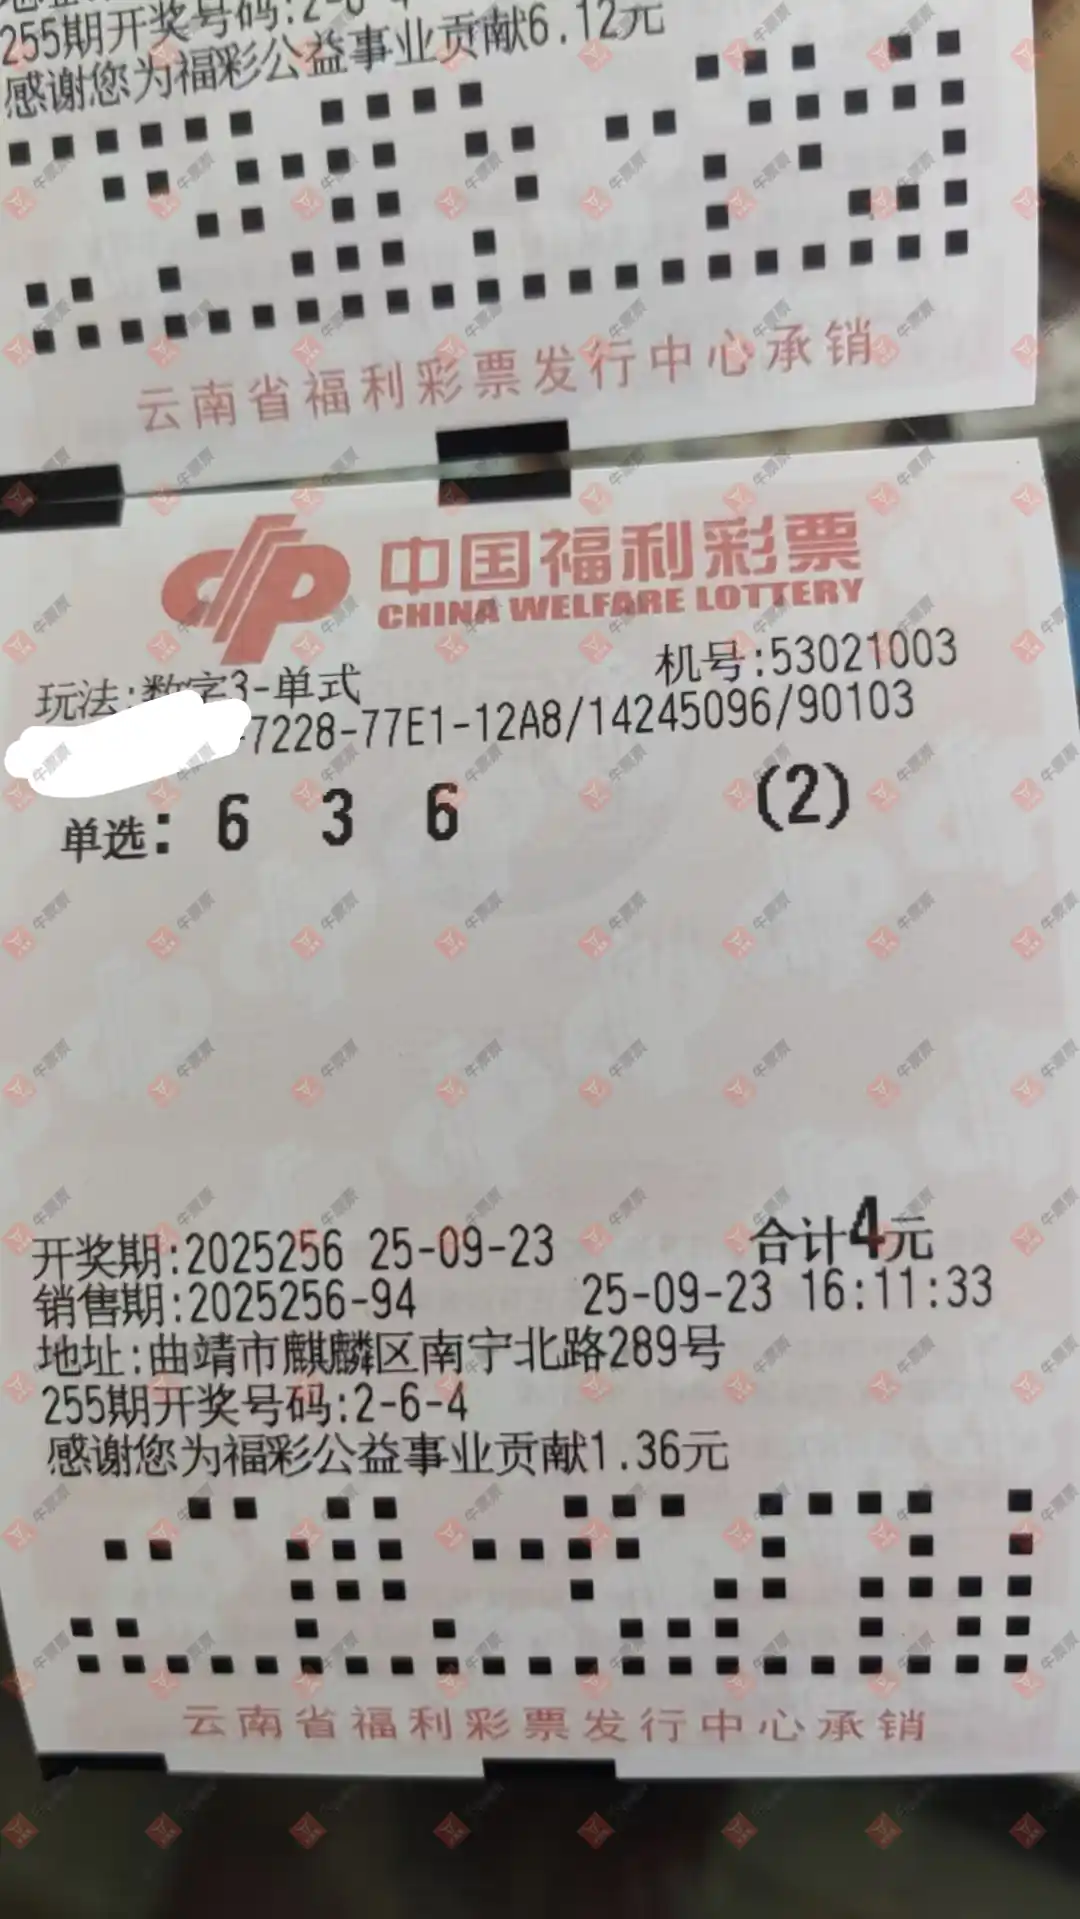 255期开奖号码:2-6-4
感谢您为福彩公益事业贡献6.12元
云南省福利彩票发行中心承销
中国福利彩票
CHINA WELFARE LOTTERY
机号:53021003
玩法:数字3-单式
-7228-77E1-12A8/14245096/90103
单选: 6 3 6 (2)
开奖期:2025256 25-09-23 合计4元
销售期:2025256-94 25-09-23 16:11:33
地址:曲靖市麒麟区南宁北路289号
255期开奖号码:2-6-4
感谢您为福彩公益事业贡献1.36元
云南省福利彩票发行中心承销
牛票票